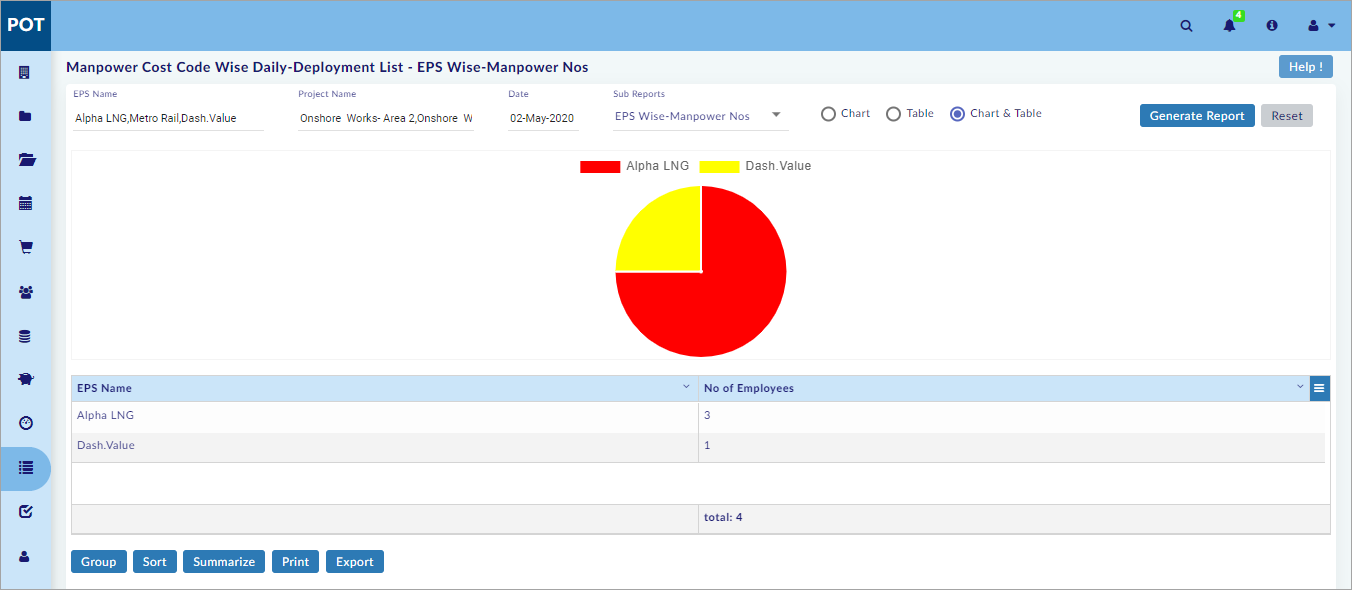 POT
4
Manpower Cost Code Wise Daily-Deployment List - EPS Wise-Manpower Nos
Help !
EPS Name
Project Name
Date
Sub Reports
Alpha LNG,Metro Rail,Dash.Value
Onshore Works- Area 2,Onshore W
02-May-2020
EPS Wise-Manpower Nos
Chart
Table
Chart & Table
Generate Report
Reset
Alpha LNG
Dash.Value
EPS Name
No of Employees
Alpha LNG
3
Dash.Value
1
total: 4
Group
Sort
Summarize
Print
Export